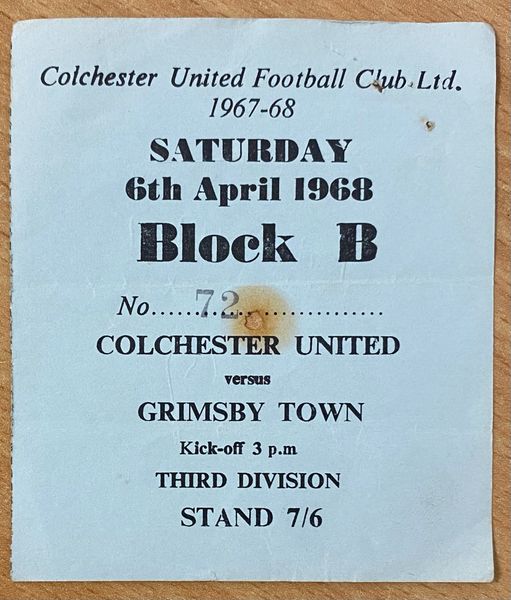 Colchester United Football Club Ltd.
1967-68
SATURDAY
6th April 1968
Block B
No.....72.........................
COLCHESTER UNITED
versus
GRIMSBY TOWN
Kick-off 3 p.m
THIRD DIVISION
STAND 7/6